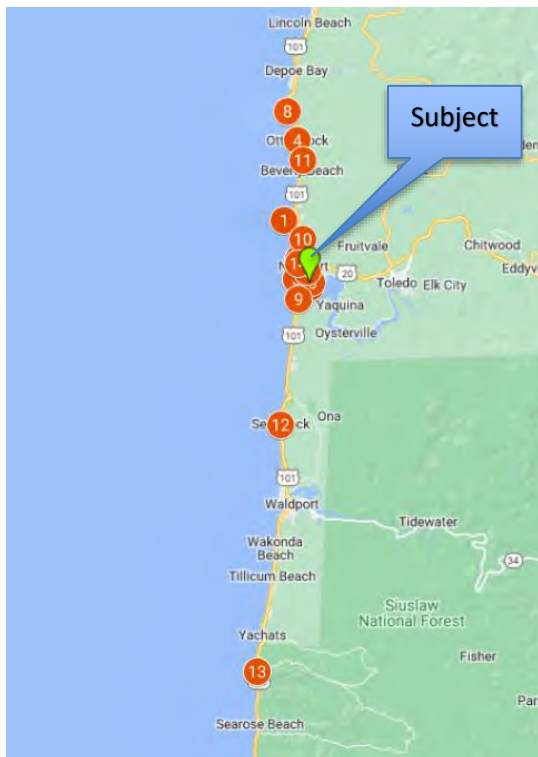 Lincoln Beach
101
Depoe Bay
8
Subject
4
11
101
1
10
Fruitvale
Chitwood
20
Toledo
Elk City
9
Yaquina
Oysterville
101
12
Ona
101
Waldport
Tidewater
Wakonda
Beach
34
Tillicum Beach
Siuslaw
National Forest
Yachats
Fisher
13
Searose Beach